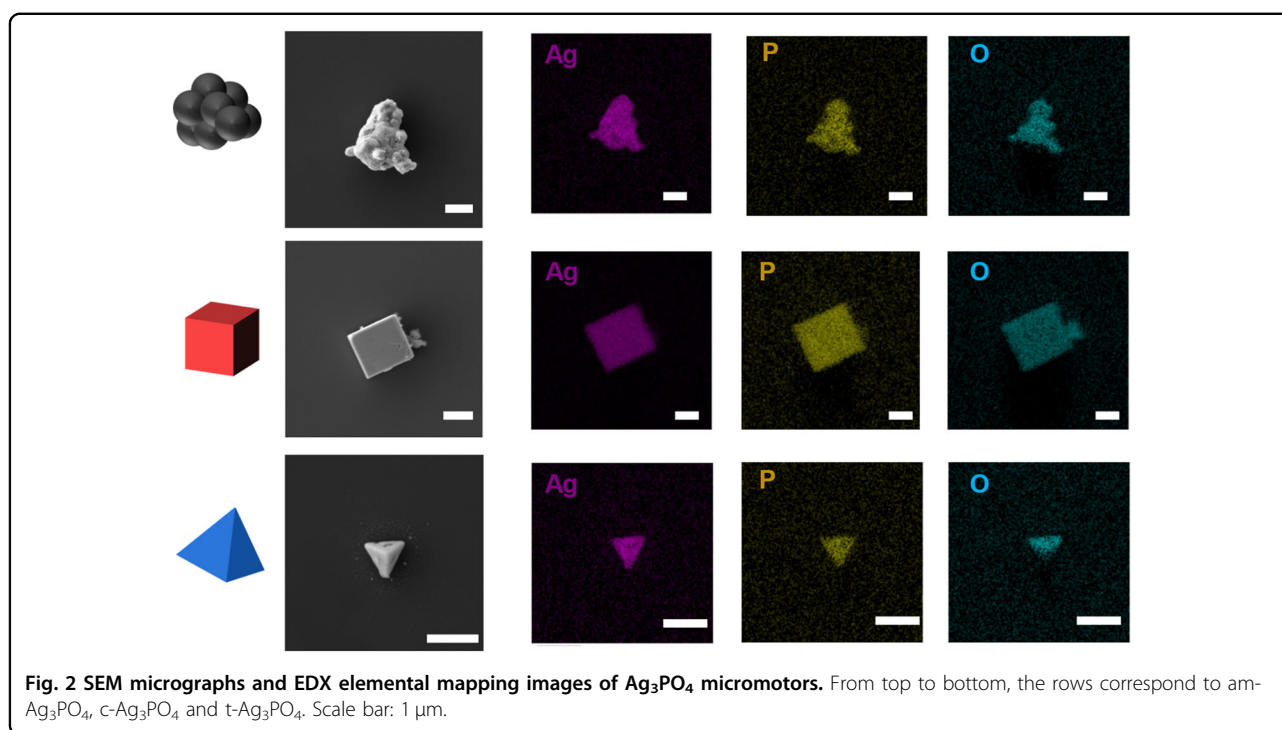 Ag P O
Ag P O
Ag P O
Fig. 2 SEM micrographs and EDX elemental mapping images of Ag₃PO₄ micromotors. From top to bottom, the rows correspond to am-
Ag₃PO₄, c-Ag₃PO₄ and t-Ag₃PO₄. Scale bar: 1 μm.